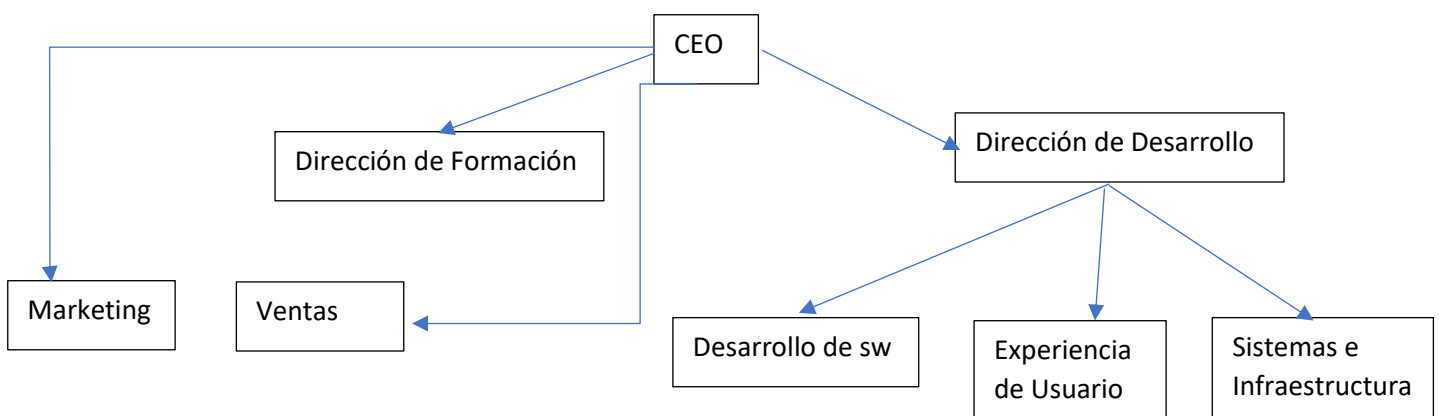 CEO
Dirección de Desarrollo
Dirección de Formación
Marketing
Ventas
Desarrollo de sw
Experiencia
de Usuario
Sistemas e
Infraestructura